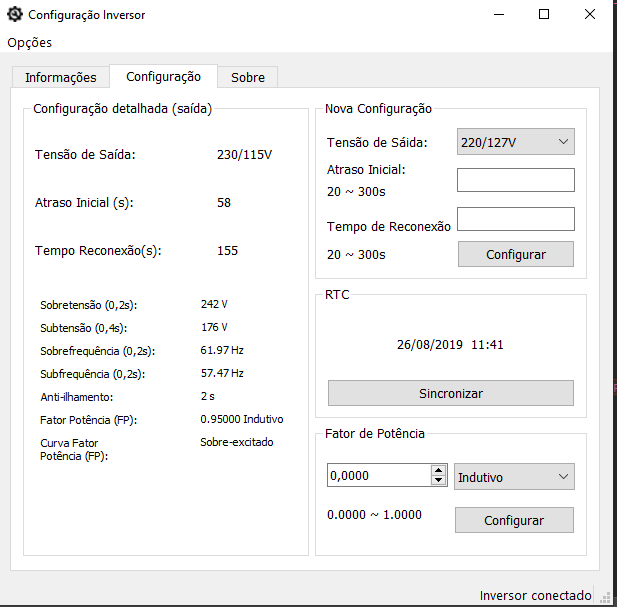 Configuração Inversor
Opções
Informações
Configuração
Sobre
Configuração detalhada (saída)
Tensão de Saída: 230/115V
Atraso Inicial (s): 58
Tempo Reconexão(s): 155
Sobretensão (0,2s): 242 V
Subtensão (0,4s): 176 V
Sobrefrequência (0,2s): 61.97 Hz
Subfrequência (0,2s): 57.47 Hz
Anti-ilhamento: 2 s
Fator Potência (FP): 0.95000 Indutivo
Curva Fator Sobre-excitado
Potência (FP):
Nova Configuração
Tensão de Sáida: 220/127V
Atraso Inicial:
20 ~ 300s
Tempo de Reconexão
20 ~ 300s Configurar
RTC
26/08/2019 11:41
Sincronizar
Fator de Potência
0,0000 Indutivo
0.0000 ~ 1.0000 Configurar
Inversor conectado